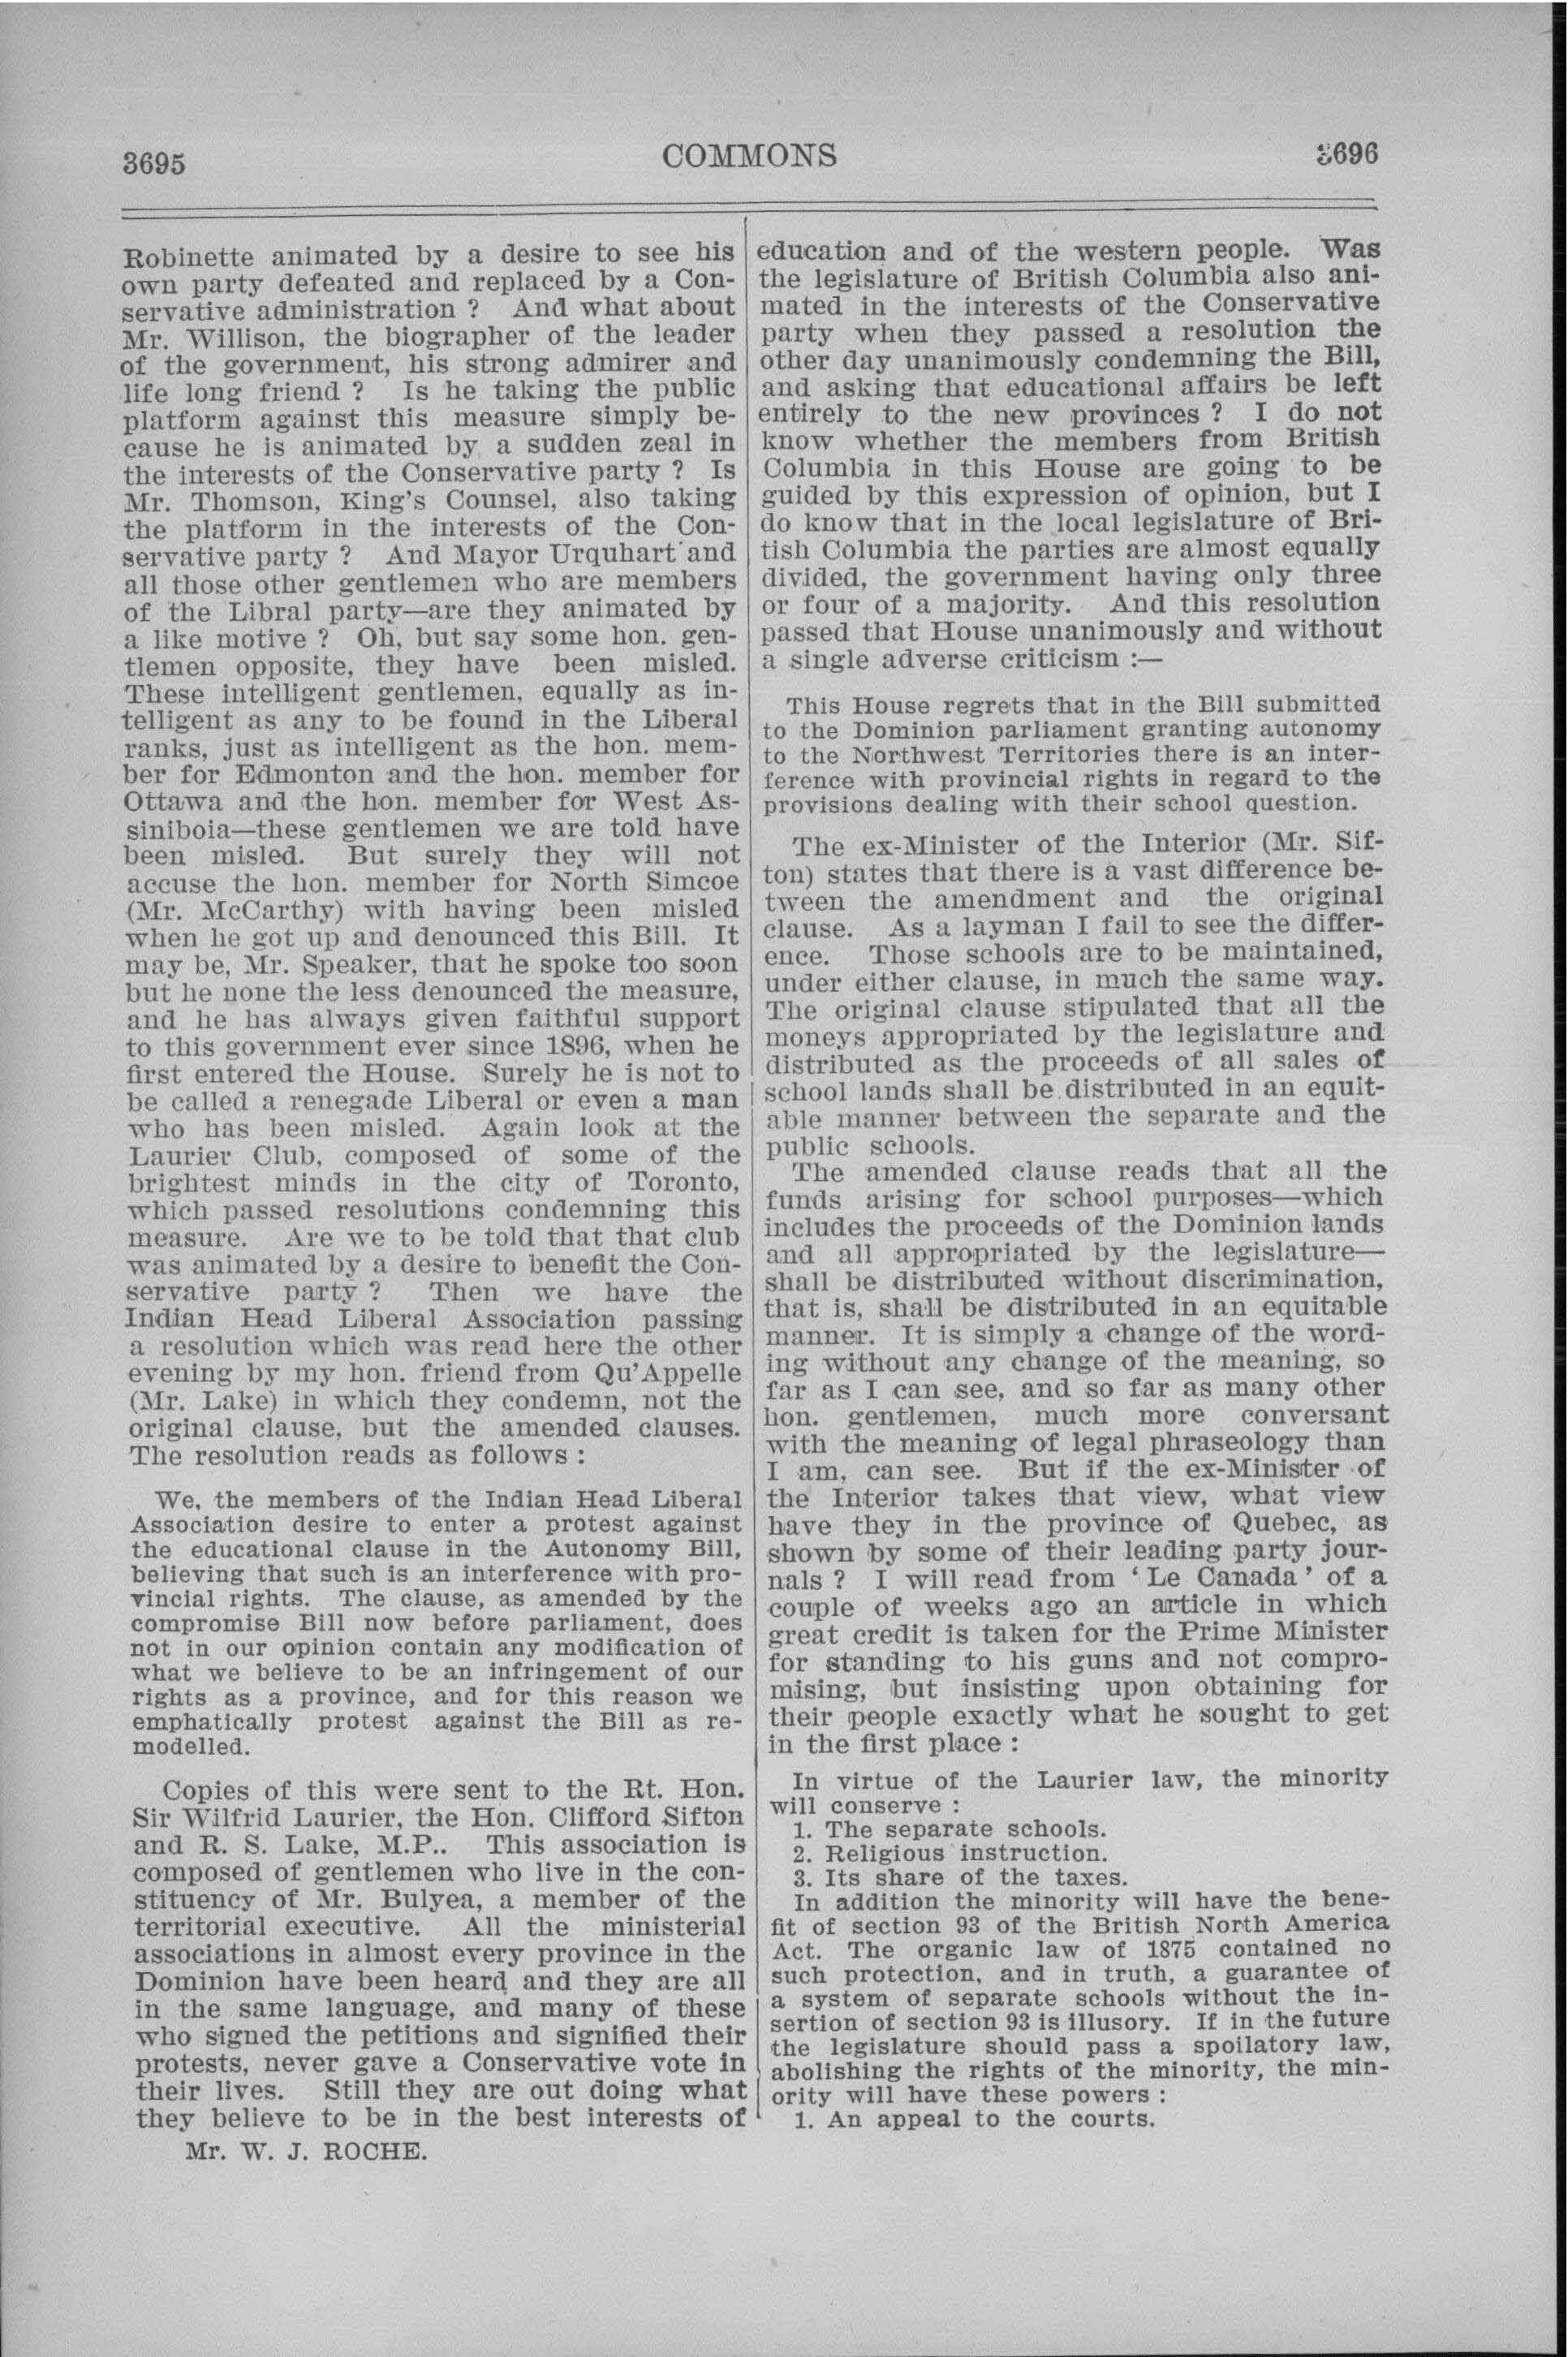 3695
COMMONS
3696
Robinette animated by a desire to see his
own party defeated and replaced by a Con-
servative administration ? And what about
Mr. Willison, the biographer of the leader
of the government, his strong admirer and
life long friend ? Is he taking the public
platform against this measure simply be-
cause he is animated by a sudden zeal in
the interests of the Conservative party ? Is
Mr. Thomson, King's Counsel, also taking
the platform in the interests of the Con-
servative party ? And Mayor Urquhart and
all those other gentlemen who are members
of the Libral party—are they animated by
a like motive ? Oh, but say some hon. gen-
tlemen opposite, they have been misled.
These intelligent gentlemen, equally as in-
telligent as any to be found in the Liberal
ranks, just as intelligent as the hon. mem-
ber for Edmonton and the hon. member for
Ottawa and the hon. member for West As-
siniboia—these gentlemen we are told have
been misled. But surely they will not
accuse the hon. member for North Simcoe
(Mr. McCarthy) with having been misled
when he got up and denounced this Bill. It
may be, Mr. Speaker, that he spoke too soon
but he none the less denounced the measure,
and he has always given faithful support
to this government ever since 1896, when he
first entered the House. Surely he is not to
be called a renegade Liberal or even a man
who has been misled. Again look at the
Laurier Club, composed of some of the
brightest minds in the city of Toronto,
which passed resolutions condemning this
measure. Are we to be told that that club
was animated by a desire to benefit the Con-
servative party ? Then we have the
Indian Head Liberal Association passing
a resolution which was read here the other
evening by my hon. friend from Qu'Appelle
(Mr. Lake) in which they condemn, not the
original clause, but the amended clauses.
The resolution reads as follows :
We, the members of the Indian Head Liberal
Association desire to enter a protest against
the educational clause in the Autonomy Bill,
believing that such is an interference with pro-
vincial rights. The clause, as amended by the
compromise Bill now before parliament, does
not in our opinion contain any modification of
what we believe to be an infringement of our
rights as a province, and for this reason we
emphatically protest against the Bill as re-
modelled.
Copies of this were sent to the Rt. Hon.
Sir Wilfrid Laurier, the Hon. Clifford Sifton
and R. S. Lake, M.P.. This association is
composed of gentlemen who live in the con-
stituency of Mr. Bulyea, a member of the
territorial executive. All the ministerial
associations in almost every province in the
Dominion have been heard and they are all
in the same language, and many of these
who signed the petitions and signified their
protests, never gave a Conservative vote in
their lives. Still they are out doing what
they believe to be in the best interests of
Mr. W. J. ROCHE.
education and of the western people. Was
the legislature of British Columbia also ani-
mated in the interests of the Conservative
party when they passed a resolution the
other day unanimously condemning the Bill,
and asking that educational affairs be left
entirely to the new provinces ? I do not
know whether the members from British
Columbia in this House are going to be
guided by this expression of opinion, but I
do know that in the local legislature of Bri-
tish Columbia the parties are almost equally
divided, the government having only three
or four of a majority. And this resolution
passed that House unanimously and without
a single adverse criticism :—
This House regrets that in the Bill submitted
to the Dominion parliament granting autonomy
to the Northwest Territories there is an inter-
ference with provincial rights in regard to the
provisions dealing with their school question.
The ex-Minister of the Interior (Mr. Sif-
ton) states that there is a vast difference be-
tween the amendment and the original
clause. As a layman I fail to see the differ-
ence. Those schools are to be maintained,
under either clause, in much the same way.
The original clause stipulated that all the
moneys appropriated by the legislature and
distributed as the proceeds of all sales of
school lands shall be distributed in an equit-
able manner between the separate and the
public schools.
The amended clause reads that all the
funds arising for school purposes—which
includes the proceeds of the Dominion lands
and all appropriated by the legislature—
shall be distributed without discrimination,
that is, shall be distributed in an equitable
manner. It is simply a change of the word-
ing without any change of the meaning, so
far as I can see, and so far as many other
hon. gentlemen, much more conversant
with the meaning of legal phraseology than
I am, can see. But if the ex-Minister of
the Interior takes that view, what view
have they in the province of Quebec, as
shown by some of their leading party jour-
nals ? I will read from ‘ Le Canada ’ of a
couple of weeks ago an article in which
great credit is taken for the Prime Minister
for standing to his guns and not compro-
mising, but insisting upon obtaining for
their people exactly what he sought to get
in the first place :
In virtue of the Laurier law, the minority
will conserve :
1. The separate schools.
2. Religious instruction.
3. Its share of the taxes.
In addition the minority will have the bene-
fit of section 93 of the British North America
Act. The organic law of 1875 contained no
such protection, and in truth, a guarantee of
a system of separate schools without the in-
sertion of section 93 is illusory. If in the future
the legislature should pass a spoilatory law,
abolishing the rights of the minority, the min-
ority will have these powers :
1. An appeal to the courts.